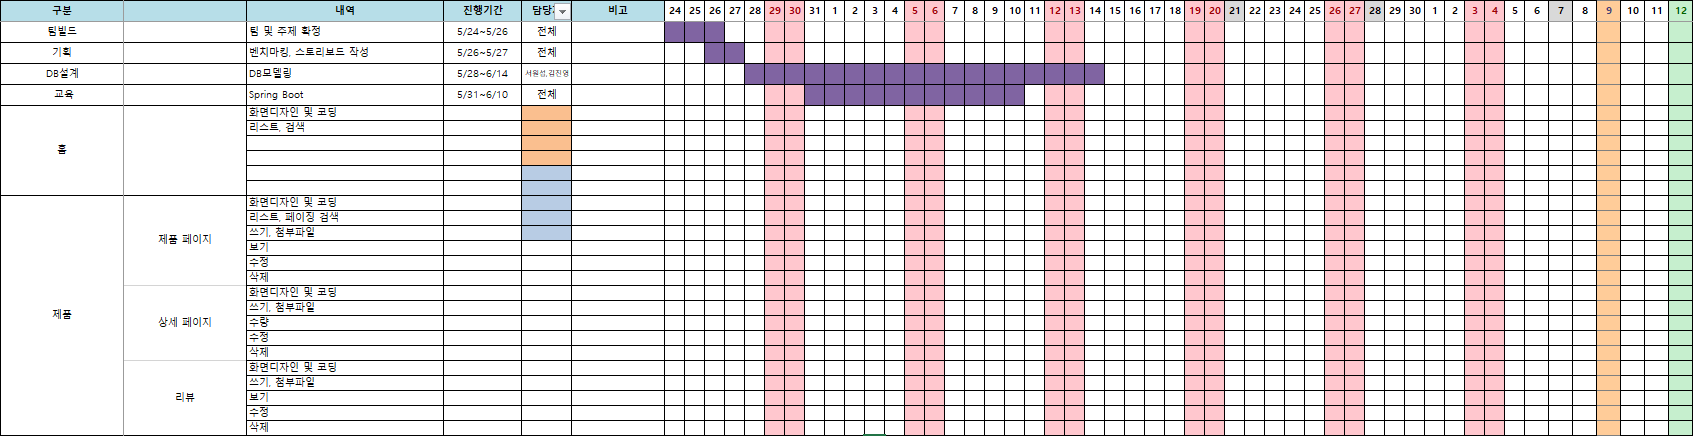 구분 내역 진행기간 담당자 비고 24 25 26 27 28 29 30 31 1 2 3 4 5 6 7 8 9 10 11 12 13 14 15 16 17 18 19 20 21 22 23 24 25 26 27 28 29 30 1 2 3 4 5 6 7 8 9 10 11 12
팀빌드 팀 및 주제 확정 5/24~5/26 전체
기획 벤치마킹, 스토리보드 작성 5/26~5/27 전체
DB설계 DB모델링 5/28~6/14 서원섭,김진영
교육 Spring Boot 5/31~6/10 전체
홈
화면디자인 및 코딩
리스트, 검색
제품
제품 페이지
화면디자인 및 코딩
리스트, 페이징 검색
쓰기, 첨부파일
보기
수정
삭제
상세 페이지
화면디자인 및 코딩
쓰기, 첨부파일
수량
수정
삭제
리뷰
화면디자인 및 코딩
쓰기, 첨부파일
보기
수정
삭제